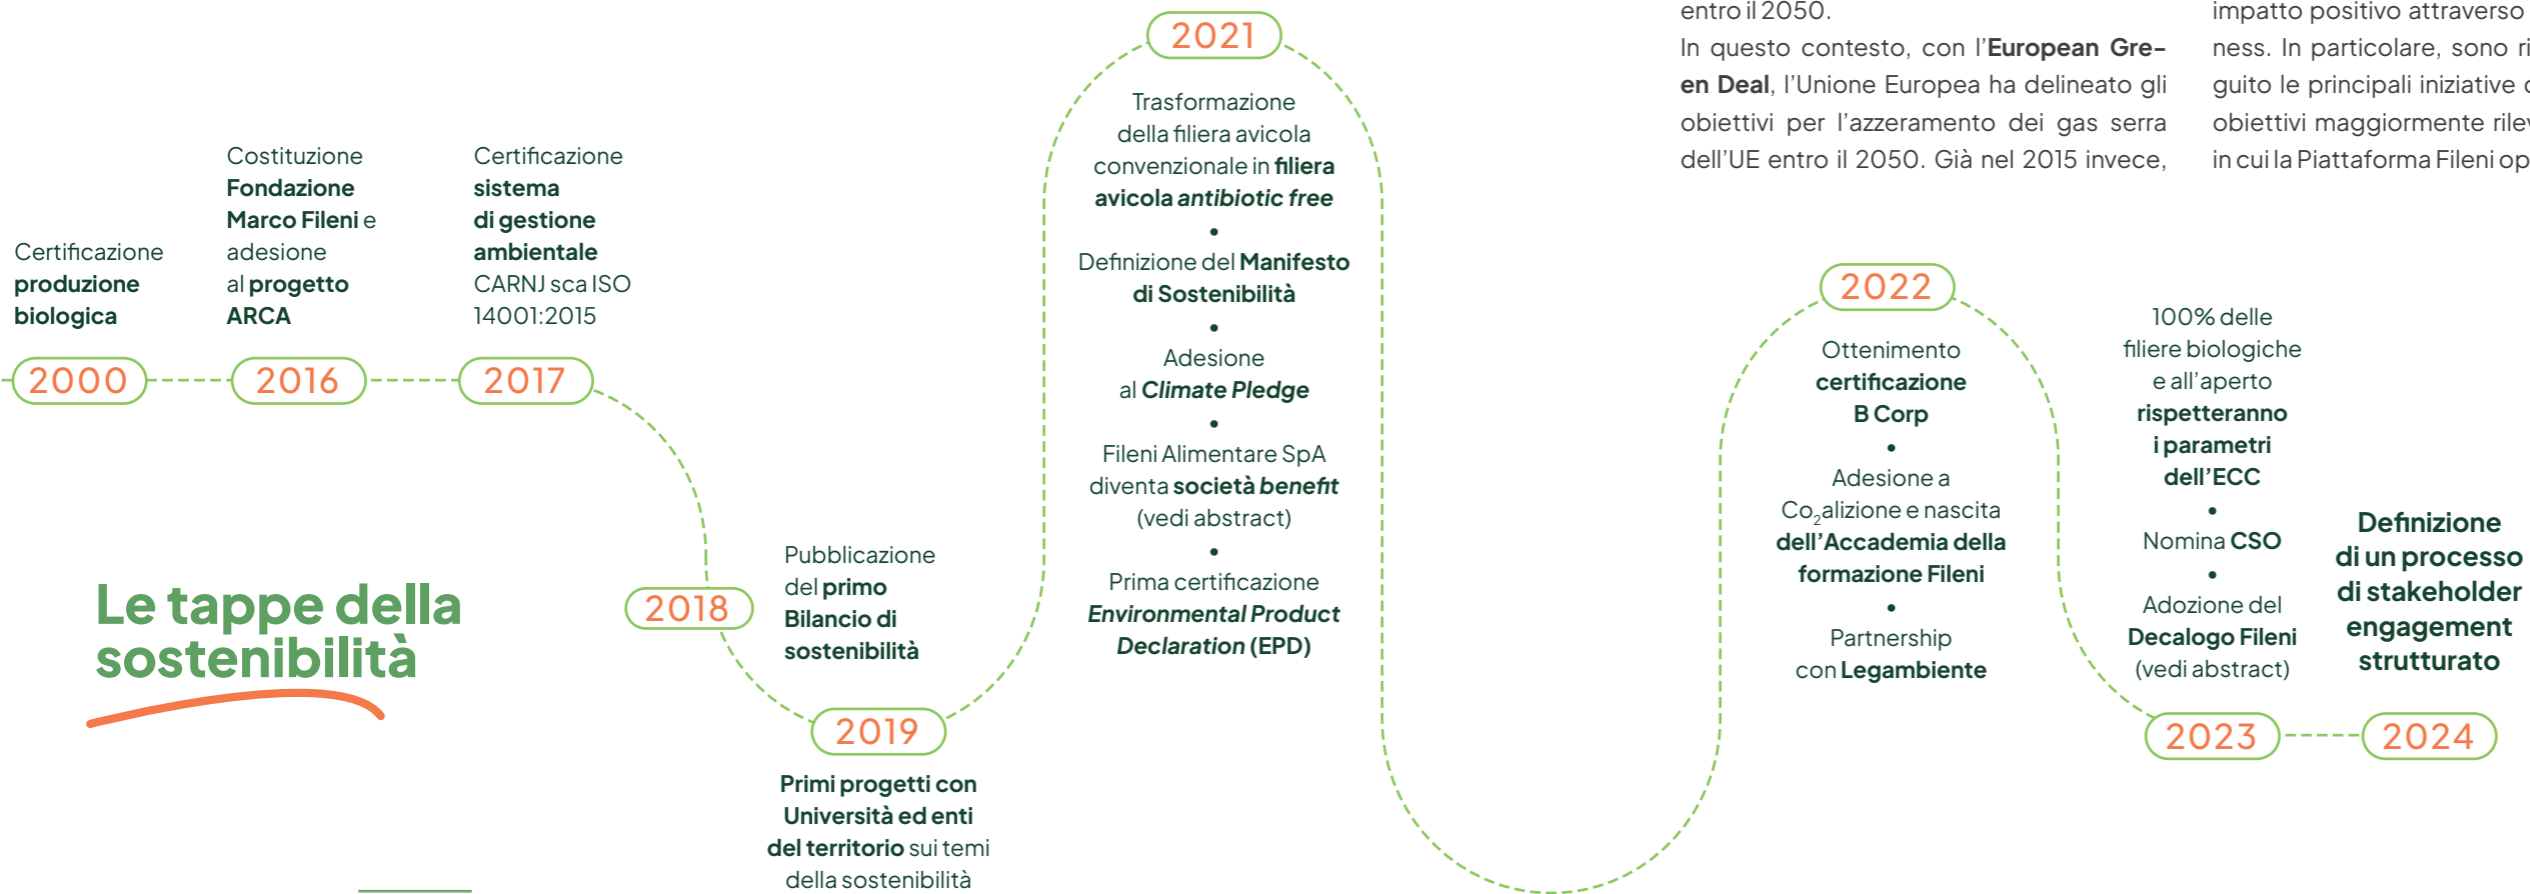 entro il 2050.
In questo contesto, con l'European Gre-
en Deal, l'Unione Europea ha delineato gli
obiettivi per l'azzeramento dei gas serra
dell'UE entro il 2050. Già nel 2015 invece,
impatto positivo attraverso
ness. In particolare, sono ri
guito le principali iniziative
obiettivi maggiormente rile
in cui la Piattaforma Fileni op
Le tappe della
sostenibilità
Certificazione
produzione
biologica
2000
Costituzione
Fondazione
Marco Fileni e
adesione
al progetto
ARCA
2016
Certificazione
sistema
di gestione
ambientale
CARNJ sca ISO
14001:2015
2017
2018
Pubblicazione
del primo
Bilancio di
sostenibilità
2019
Primi progetti con
Università ed enti
del territorio sui temi
della sostenibilità
2021
Trasformazione
della filiera avicola
convenzionale in filiera
avicola antibiotic free
•
Definizione del Manifesto
di Sostenibilità
•
Adesione
al Climate Pledge
•
Fileni Alimentare SpA
diventa società benefit
(vedi abstract)
•
Prima certificazione
Environmental Product
Declaration (EPD)
2022
Ottenimento
certificazione
B Corp
•
Adesione a
Co₂alizione e nascita
dell'Accademia della
formazione Fileni
•
Partnership
con Legambiente
100% delle
filiere biologiche
e all'aperto
rispetteranno
i parametri
dell'ECC
•
Nomina CSO
•
Adozione del
Decalogo Fileni
(vedi abstract)
2023
Definizione
di un processo
di stakeholder
engagement
strutturato
2024